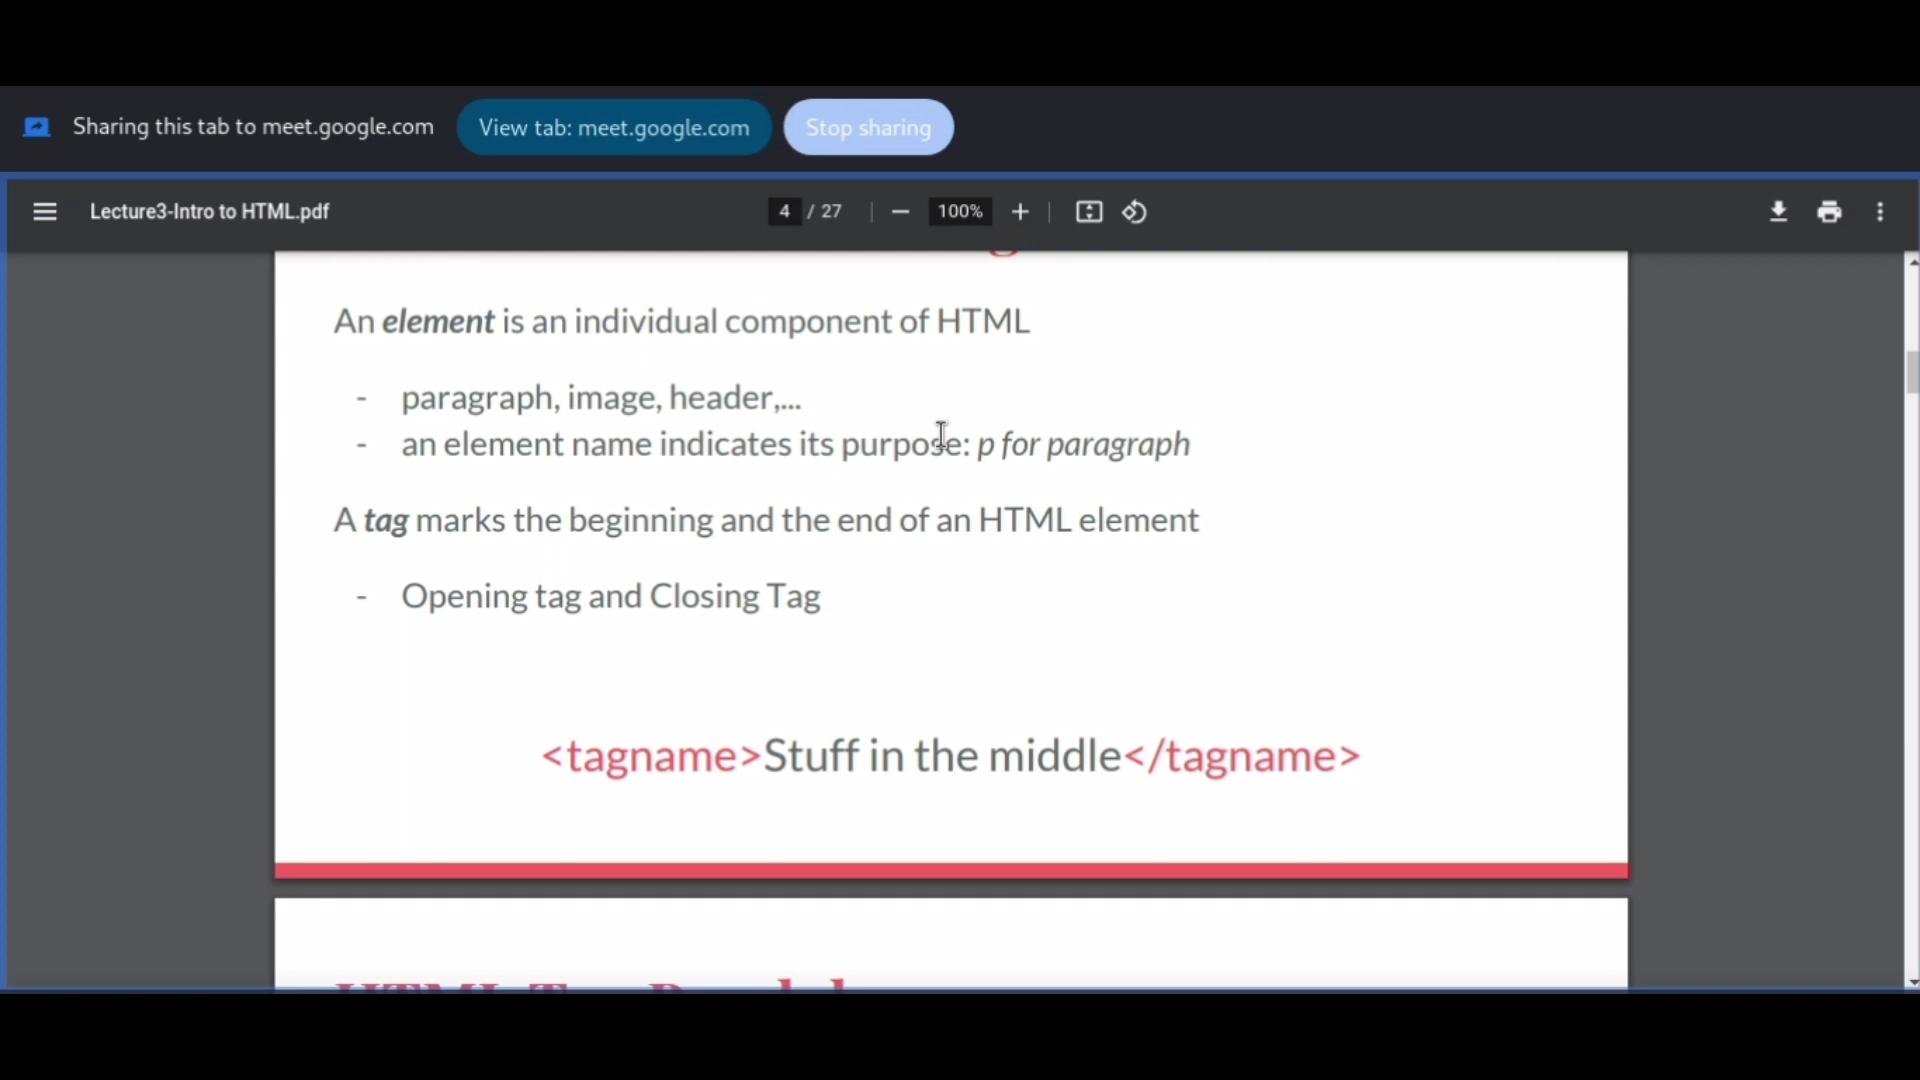 Sharing this tab to meet.google.com
View tab: meet.google.com
Stop sharing
Lecture3-Intro to HTML.pdf
4 / 27
100%
An element is an individual component of HTML
- paragraph, image, header,...
- an element name indicates its purpose: p for paragraph
A tag marks the beginning and the end of an HTML element
- Opening tag and Closing Tag
<tagname>Stuff in the middle</tagname>